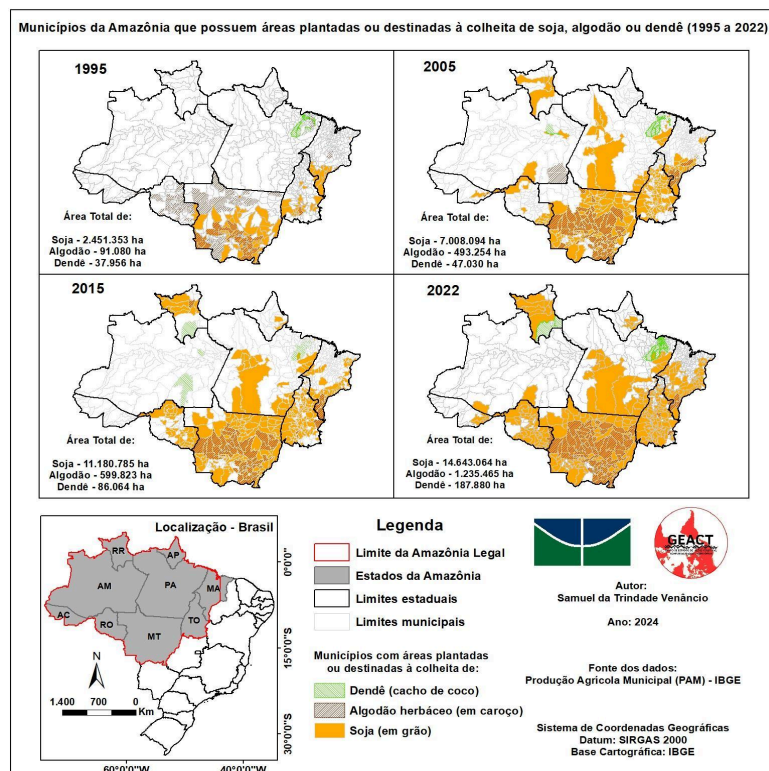 Municípios da Amazônia que possuem áreas plantadas ou destinadas à colheita de soja, algodão ou dendê (1995 a 2022)
1995
Área Total de:
Soja - 2.451.353 ha
Algodão - 91.080 ha
Dendê - 37.956 ha
2005
Área Total de:
Soja - 7.008.094 ha
Algodão - 493.254 ha
Dendê - 47.030 ha
2015
Área Total de:
Soja - 11.180.785 ha
Algodão - 599.823 ha
Dendê - 86.064 ha
2022
Área Total de:
Soja - 14.643.064 ha
Algodão - 1.235.465 ha
Dendê - 187.880 ha
Localização - Brasil
RR
AP
AM
PA
MA
AC
RO
TO
MT
N
1.400 700 0
Km
0°0'0"
15°0'0"S
30°0'0"S
60°0'0"W
40°0'0"W
Legenda
Limite da Amazônia Legal
Estados da Amazônia
Limites estaduais
Limites municipais
Municípios com áreas plantadas
ou destinadas à colheita de:
Dendê (cacho de coco)
Algodão herbáceo (em caroço)
Soja (em grão)
GEACT
Autor:
Samuel da Trindade Venâncio
Ano: 2024
Fonte dos dados:
Produção Agrícola Municipal (PAM) - IBGE
Sistema de Coordenadas Geográficas
Datum: SIRGAS 2000
Base Cartográfica: IBGE